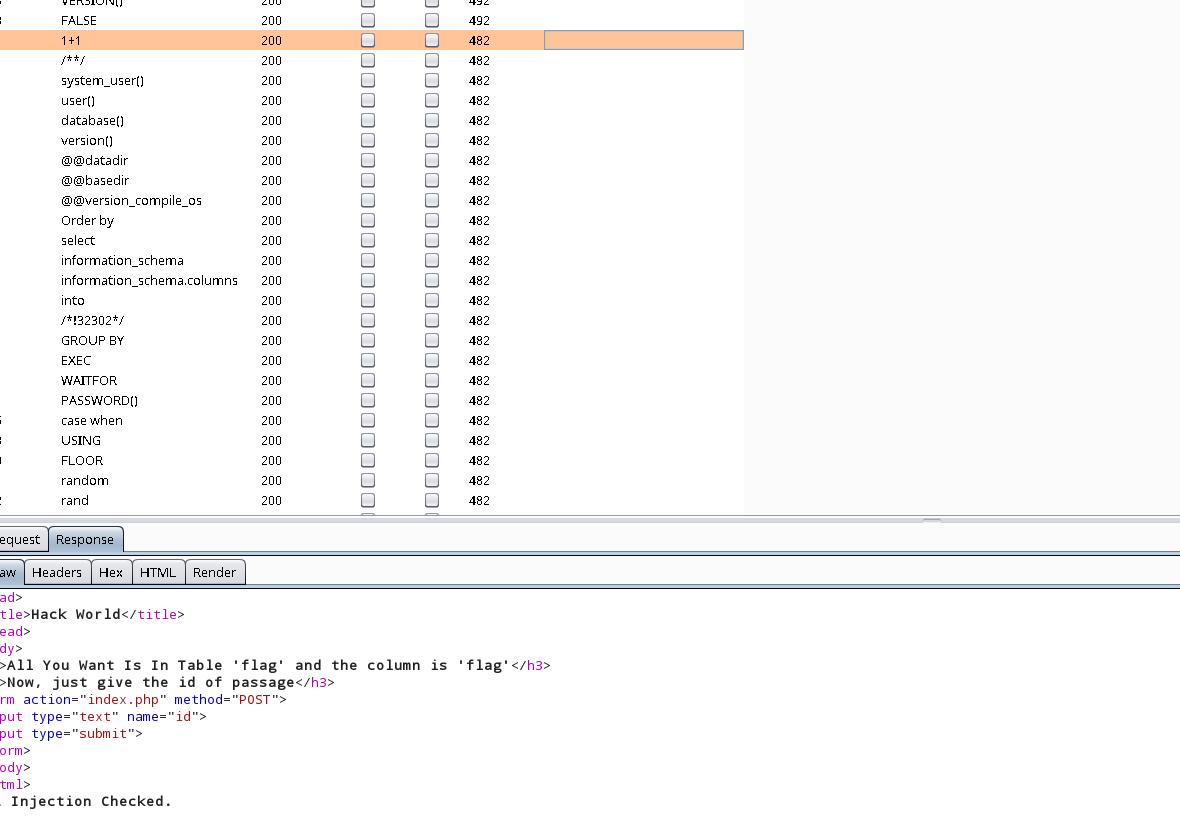 VERSION() 200 492
FALSE 200 492
1+1 200 482
/**/ 200 482
system_user() 200 482
user() 200 482
database() 200 482
version() 200 482
@@datadir 200 482
@@basedir 200 482
@@version_compile_os 200 482
Order by 200 482
select 200 482
information_schema 200 482
information_schema.columns 200 482
into 200 482
/*!32302*/ 200 482
GROUP BY 200 482
EXEC 200 482
WAITFOR 200 482
PASSWORD() 200 482
case when 200 482
USING 200 482
FLOOR 200 482
random 200 482
rand 200 482
equest Response
aw Headers Hex HTML Render
ad>
tle>Hack World</title>
ead>
dy>
>All You Want Is In Table 'flag' and the column is 'flag'</h3>
>Now, just give the id of passage</h3>
rm action="index.php" method="POST">
put type="text" name="id">
put type="submit">
orm>
ody>
tml>
Injection Checked.